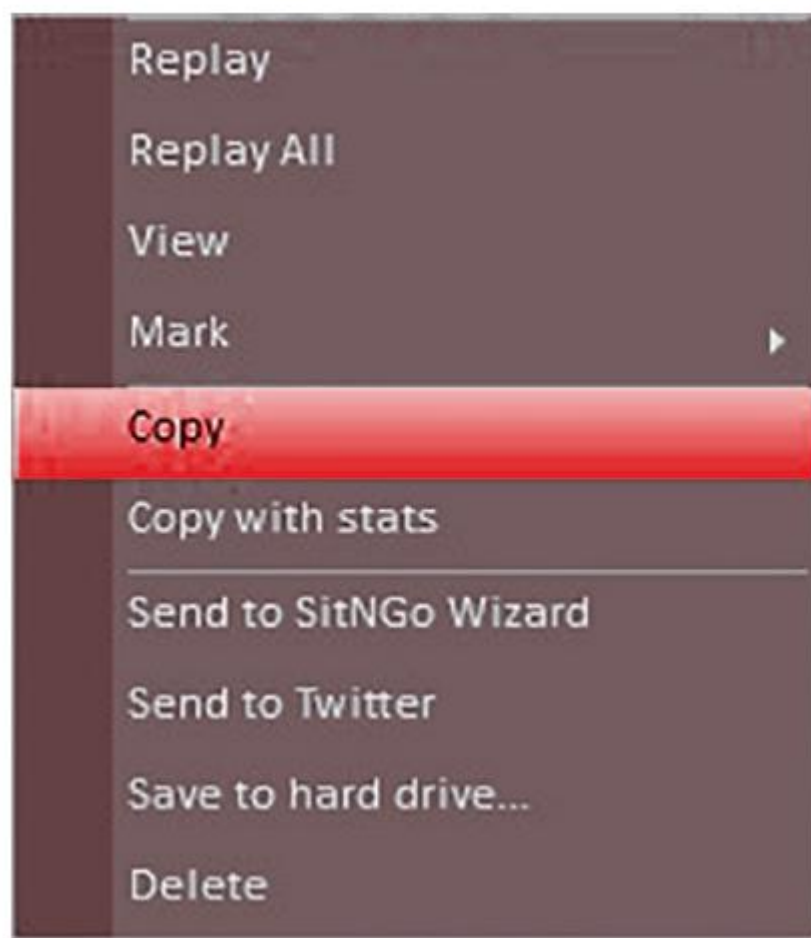 Replay
Replay All
View
Mark
Copy
Copy with stats
Send to SitNGo Wizard
Send to Twitter
Save to hard drive...
Delete